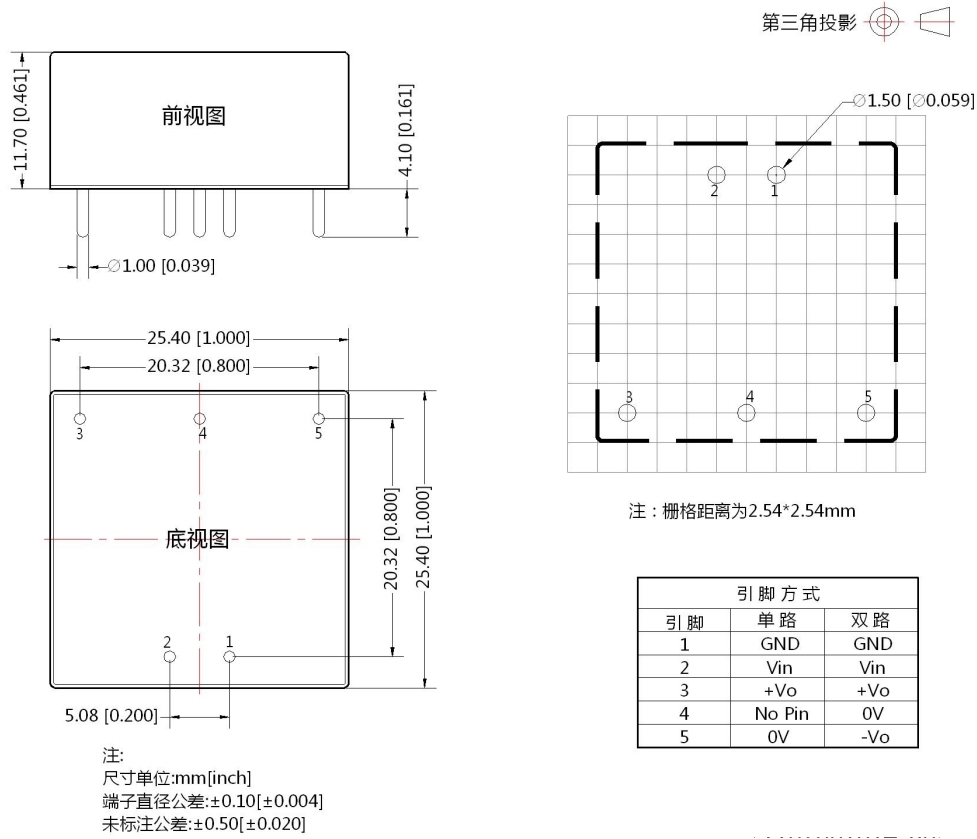 第三角投影
11.70 [0.461]
前视图
4.10 [0.161]
∅1.00 [0.039]
∅1.50 [∅0.059]
2
1
3
4
5
注：栅格距离为2.54*2.54mm
25.40 [1.000]
20.32 [0.800]
3
4
5
底视图
20.32 [0.800]
25.40 [1.000]
2
1
5.08 [0.200]
注:
尺寸单位:mm[inch]
端子直径公差:±0.10[±0.004]
未标注公差:±0.50[±0.020]
引脚方式
引脚 单路 双路
1 GND GND
2 Vin Vin
3 +Vo +Vo
4 No Pin 0V
5 0V -Vo